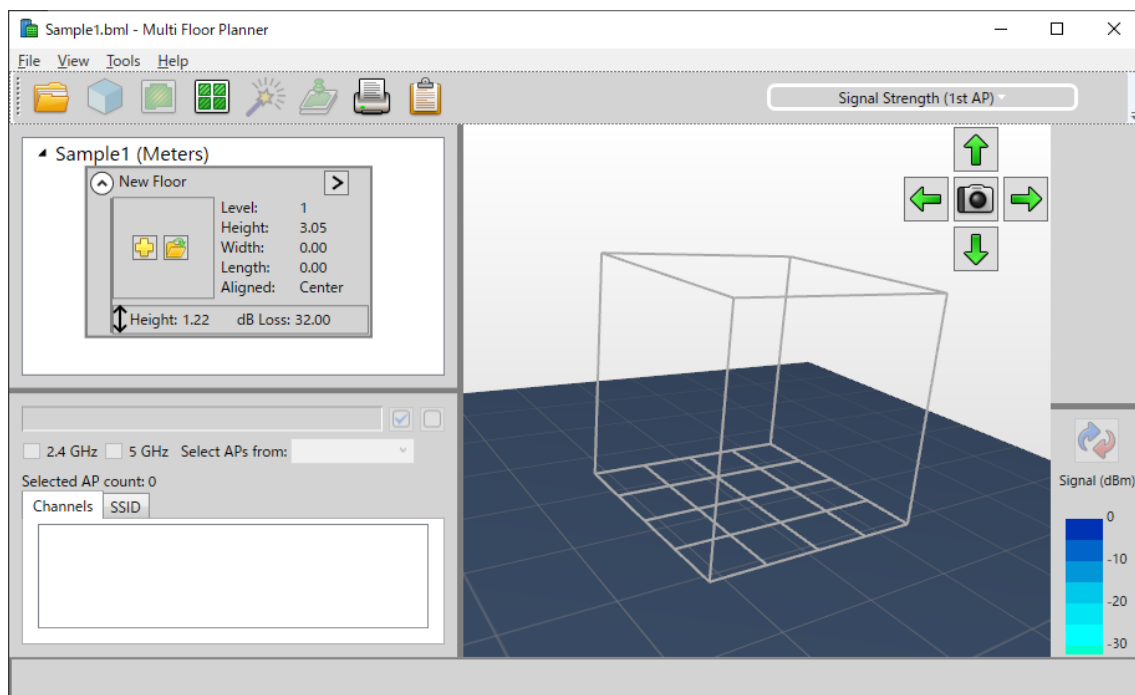 Sample1.bml - Multi Floor Planner
File View Tools Help
Signal Strength (1st AP)
Sample1 (Meters)
New Floor
Level: 1
Height: 3.05
Width: 0.00
Length: 0.00
Aligned: Center
Height: 1.22 dB Loss: 32.00
2.4 GHz 5 GHz Select APs from:
Selected AP count: 0
Channels SSID
Signal (dBm)
0
-10
-20
-30